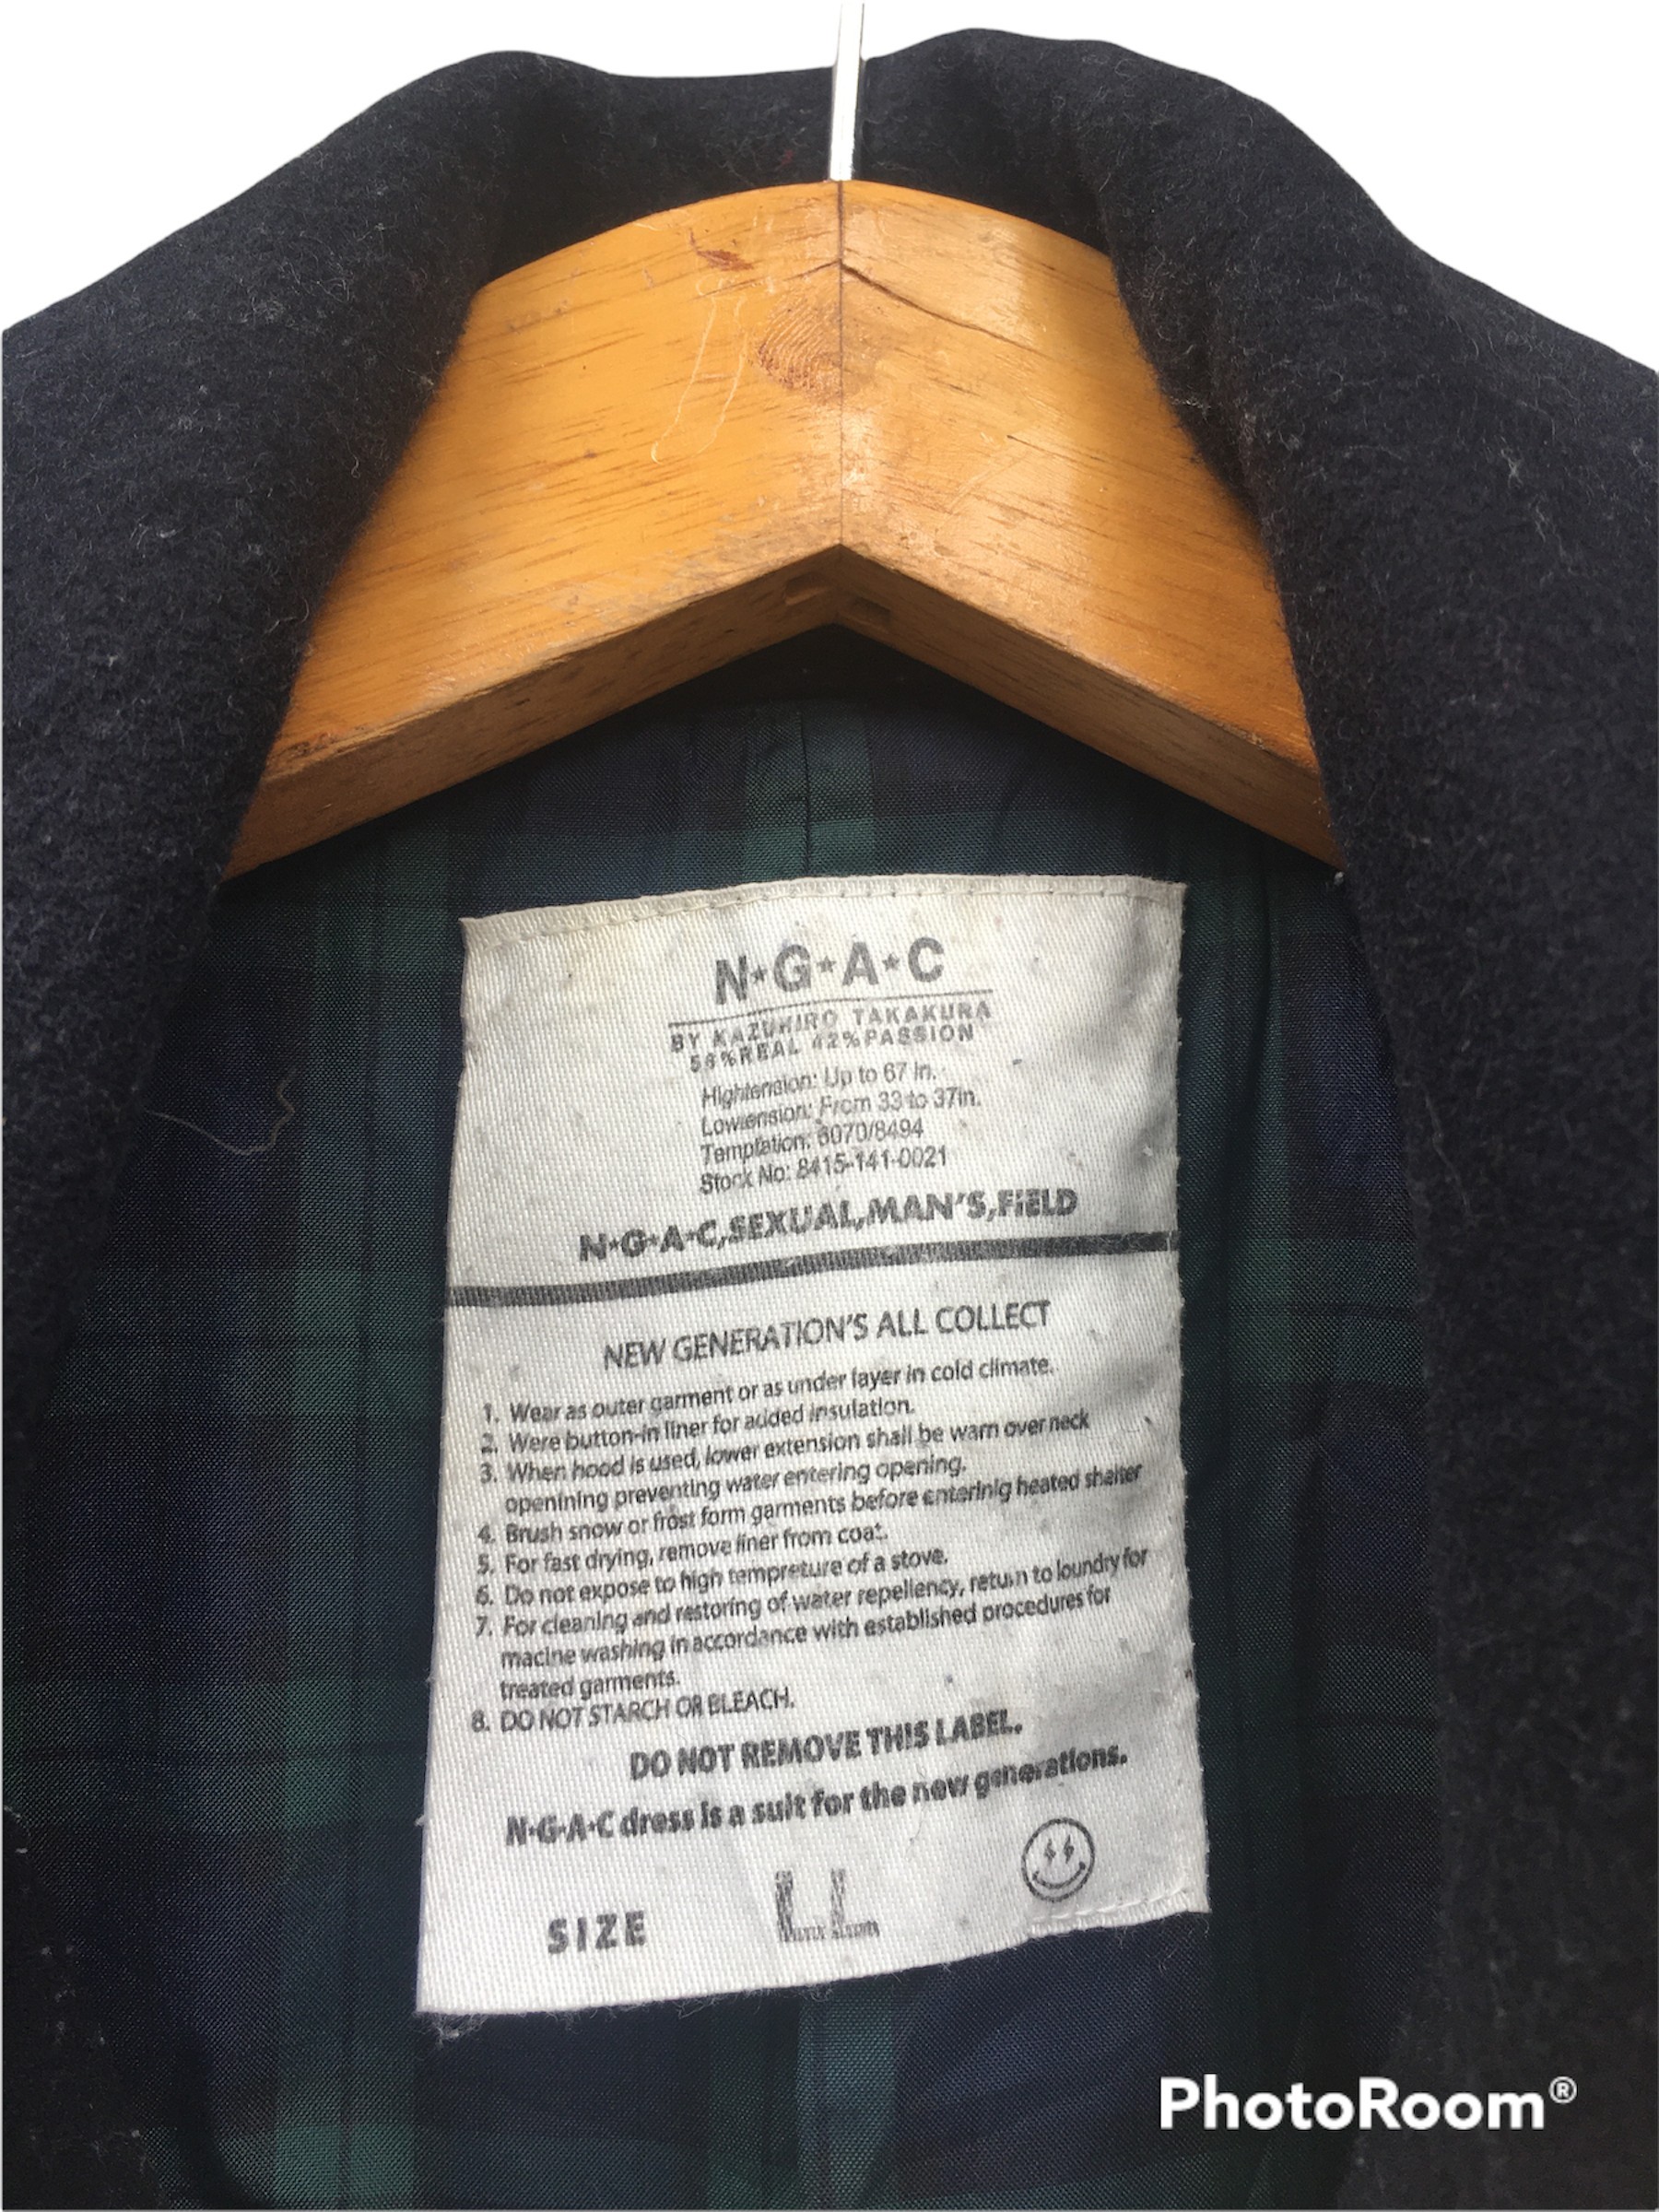 N★G★A★C
BY KAZUHIRO TAKAKURA
58%REAL 42%PASSION
Hightension: Up to 67 in.
Lowtension: From 33 to 37in.
Temptation: 6070/8494
Stock No: 8415-141-0021
N★G★A★C,SEXUAL,MAN'S,FiELD
NEW GENERATION'S ALL COLLECT
1. Wear as outer garment or as under layer in cold climate.
2. Were button-in liner for added insulation.
3. When hood is used, lower extension shall be warn over neck
openining preventing water entering opening.
4. Brush snow or frost form garments before enterinig heated shalter
5. For fast drying, remove liner from coat.
6. Do not expose to high tempreture of a stove.
7. For cleaning and restoring of water repellency, return to loundry for
macine washing in accordance with established procedures for
treated garments.
8. DO NOT STARCH OR BLEACH.
DO NOT REMOVE THIS LABEL.
N★G★A★C dress is a suit for the new generations.
SIZE LL
PhotoRoom®